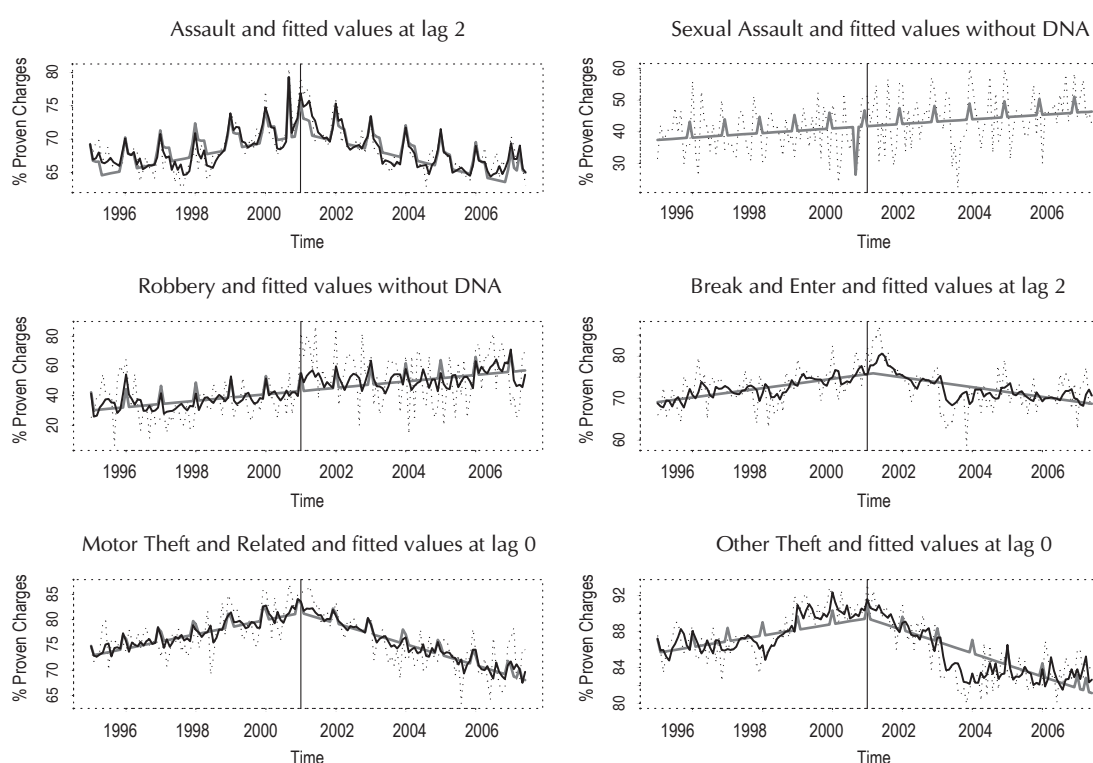 Assault and fitted values at lag 2
% Proven Charges
80
75
70
65
1996 1998 2000 2002 2004 2006
Time
Sexual Assault and fitted values without DNA
% Proven Charges
60
50
40
30
1996 1998 2000 2002 2004 2006
Time
Robbery and fitted values without DNA
% Proven Charges
80
60
40
20
1996 1998 2000 2002 2004 2006
Time
Break and Enter and fitted values at lag 2
% Proven Charges
80
70
60
1996 1998 2000 2002 2004 2006
Time
Motor Theft and Related and fitted values at lag 0
% Proven Charges
85
80
75
70
65
1996 1998 2000 2002 2004 2006
Time
Other Theft and fitted values at lag 0
% Proven Charges
92
88
84
80
1996 1998 2000 2002 2004 2006
Time